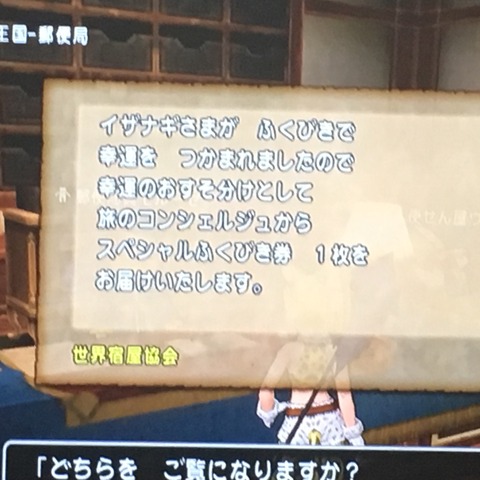 王国-郵便局
イザナギさまが　ふくびきで
幸運を　つかまれましたので
幸運のおすそ分けとして
旅のコンシェルジュから
スペシャルふくびき券　1枚を
お届けいたします。
世界宿屋協会
「どちらを　ご覧になりますか？